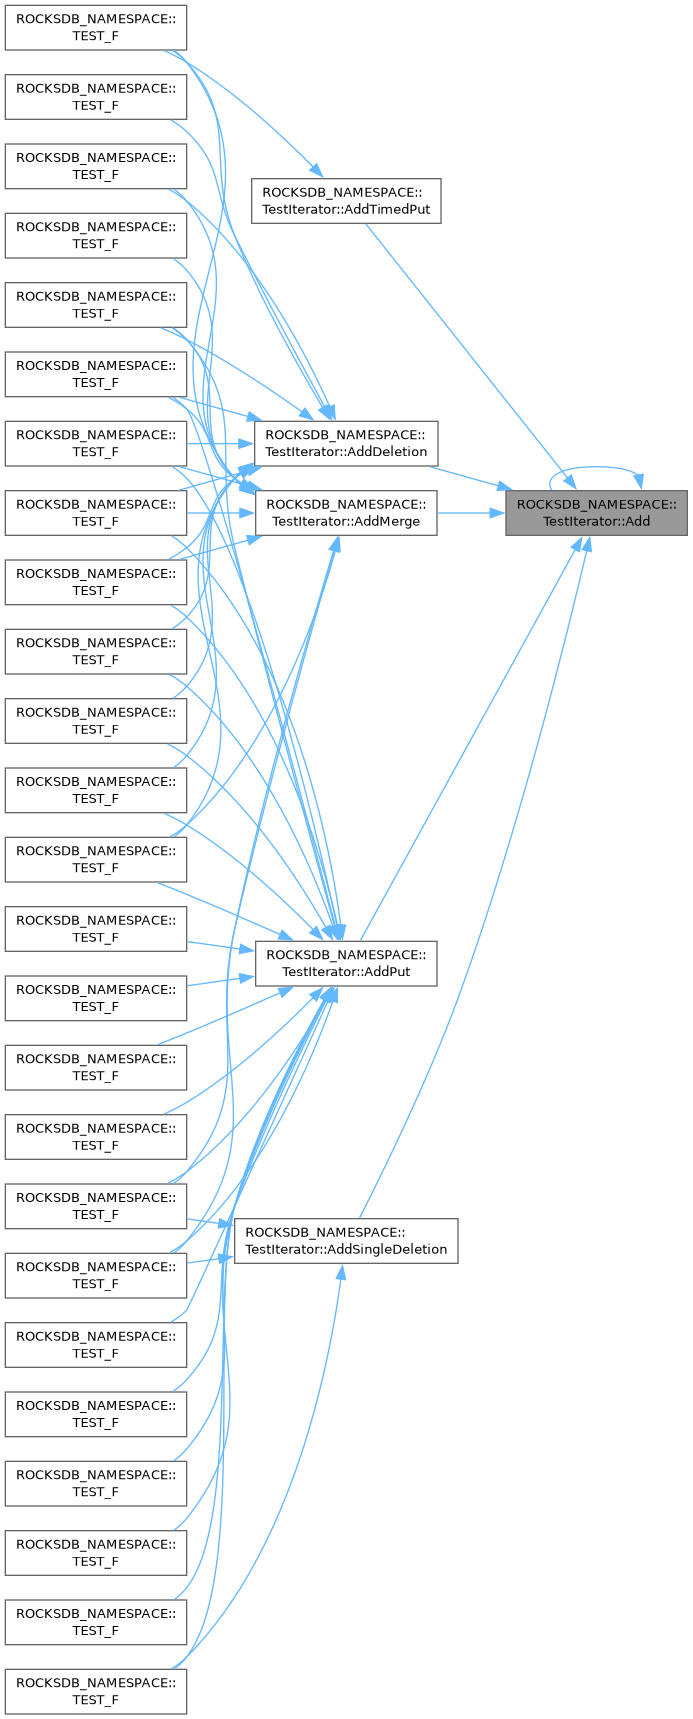 ROCKSDB_NAMESPACE::
TEST_F
ROCKSDB_NAMESPACE::
TEST_F
ROCKSDB_NAMESPACE::
TEST_F
ROCKSDB_NAMESPACE::
TEST_F
ROCKSDB_NAMESPACE::
TEST_F
ROCKSDB_NAMESPACE::
TEST_F
ROCKSDB_NAMESPACE::
TEST_F
ROCKSDB_NAMESPACE::
TEST_F
ROCKSDB_NAMESPACE::
TEST_F
ROCKSDB_NAMESPACE::
TEST_F
ROCKSDB_NAMESPACE::
TEST_F
ROCKSDB_NAMESPACE::
TEST_F
ROCKSDB_NAMESPACE::
TEST_F
ROCKSDB_NAMESPACE::
TEST_F
ROCKSDB_NAMESPACE::
TEST_F
ROCKSDB_NAMESPACE::
TEST_F
ROCKSDB_NAMESPACE::
TEST_F
ROCKSDB_NAMESPACE::
TEST_F
ROCKSDB_NAMESPACE::
TEST_F
ROCKSDB_NAMESPACE::
TEST_F
ROCKSDB_NAMESPACE::
TEST_F
ROCKSDB_NAMESPACE::
TEST_F
ROCKSDB_NAMESPACE::
TEST_F
ROCKSDB_NAMESPACE::
TEST_F
ROCKSDB_NAMESPACE::
TEST_F
ROCKSDB_NAMESPACE::
TestIterator::AddTimedPut
ROCKSDB_NAMESPACE::
TestIterator::AddDeletion
ROCKSDB_NAMESPACE::
TestIterator::AddMerge
ROCKSDB_NAMESPACE::
TestIterator::AddPut
ROCKSDB_NAMESPACE::
TestIterator::AddSingleDeletion
ROCKSDB_NAMESPACE::
TestIterator::Add